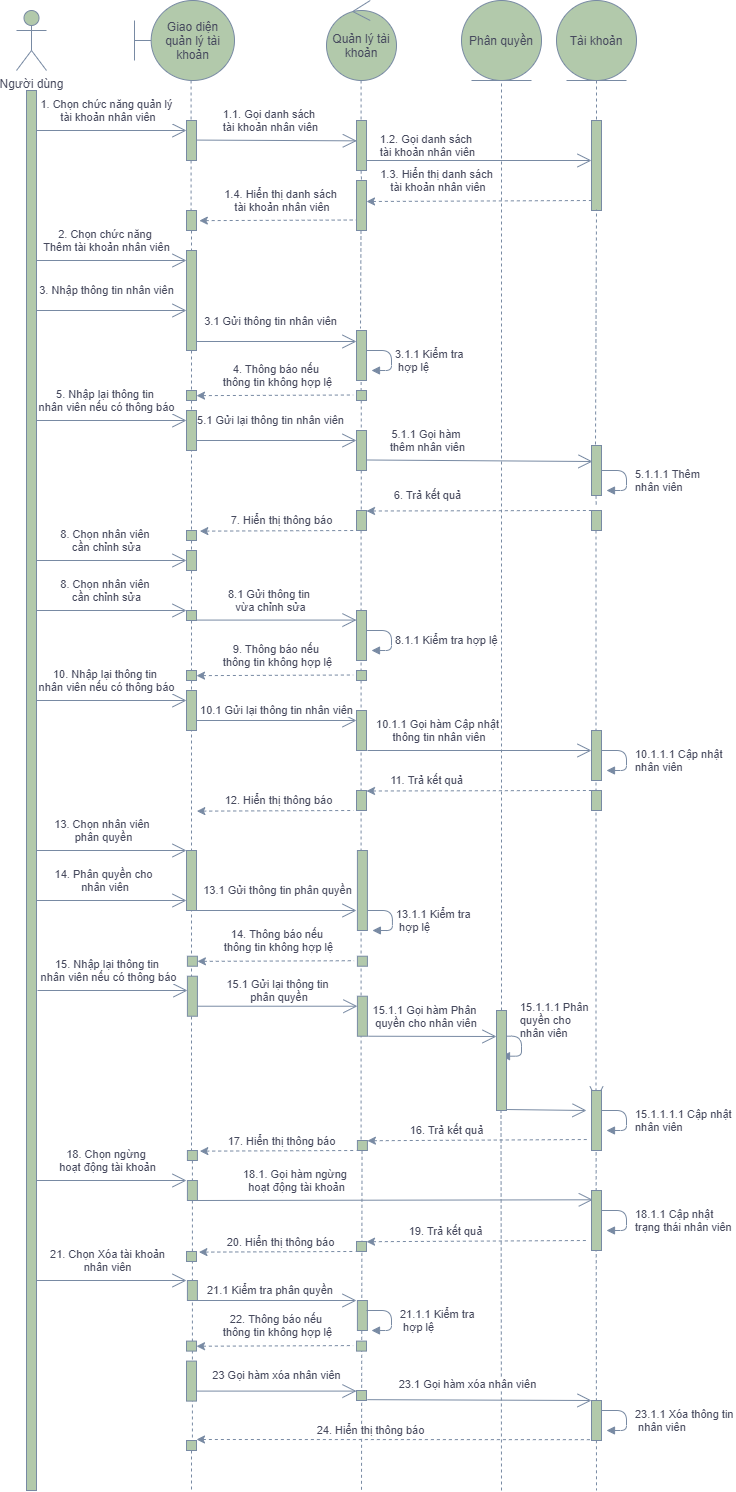 Giao diện
quản lý tài
khoản
Quản lý tài
khoản
Phân quyền
Tài khoản
Người dùng
1. Chọn chức năng quản lý
tài khoản nhân viên
1.1. Gọi danh sách
tài khoản nhân viên
1.2. Gọi danh sách
tài khoản nhân viên
1.3. Hiển thị danh sách
tài khoản nhân viên
1.4. Hiển thị danh sách
tài khoản nhân viên
2. Chọn chức năng
Thêm tài khoản nhân viên
3. Nhập thông tin nhân viên
3.1 Gửi thông tin nhân viên
3.1.1 Kiểm tra
hợp lệ
4. Thông báo nếu
thông tin không hợp lệ
5. Nhập lại thông tin
nhân viên nếu có thông báo
5.1 Gửi lại thông tin nhân viên
5.1.1 Gọi hàm
thêm nhân viên
5.1.1.1 Thêm
nhân viên
6. Trả kết quả
7. Hiển thị thông báo
8. Chọn nhân viên
cần chỉnh sửa
8. Chọn nhân viên
cần chỉnh sửa
8.1 Gửi thông tin
vừa chỉnh sửa
8.1.1 Kiểm tra hợp lệ
9. Thông báo nếu
thông tin không hợp lệ
10. Nhập lại thông tin
nhân viên nếu có thông báo
10.1 Gửi lại thông tin nhân viên
10.1.1 Gọi hàm Cập nhật
thông tin nhân viên
10.1.1.1 Cập nhật
nhân viên
11. Trả kết quả
12. Hiển thị thông báo
13. Chọn nhân viên
phân quyền
14. Phân quyền cho
nhân viên
13.1 Gửi thông tin phân quyền
13.1.1 Kiểm tra
hợp lệ
14. Thông báo nếu
thông tin không hợp lệ
15. Nhập lại thông tin
nhân viên nếu có thông báo
15.1 Gửi lại thông tin
phân quyền
15.1.1 Gọi hàm Phân
quyền cho nhân viên
15.1.1.1 Phân
quyền cho
nhân viên
15.1.1.1.1 Cập nhật
nhân viên
16. Trả kết quả
17. Hiển thị thông báo
18. Chọn ngừng
hoạt động tài khoản
18.1. Gọi hàm ngừng
hoạt động tài khoản
18.1.1 Cập nhật
trạng thái nhân viên
19. Trả kết quả
20. Hiển thị thông báo
21. Chọn Xóa tài khoản
nhân viên
21.1 Kiểm tra phân quyền
21.1.1 Kiểm tra
hợp lệ
22. Thông báo nếu
thông tin không hợp lệ
23 Gọi hàm xóa nhân viên
23.1 Gọi hàm xóa nhân viên
23.1.1 Xóa thông tin
nhân viên
24. Hiển thị thông báo